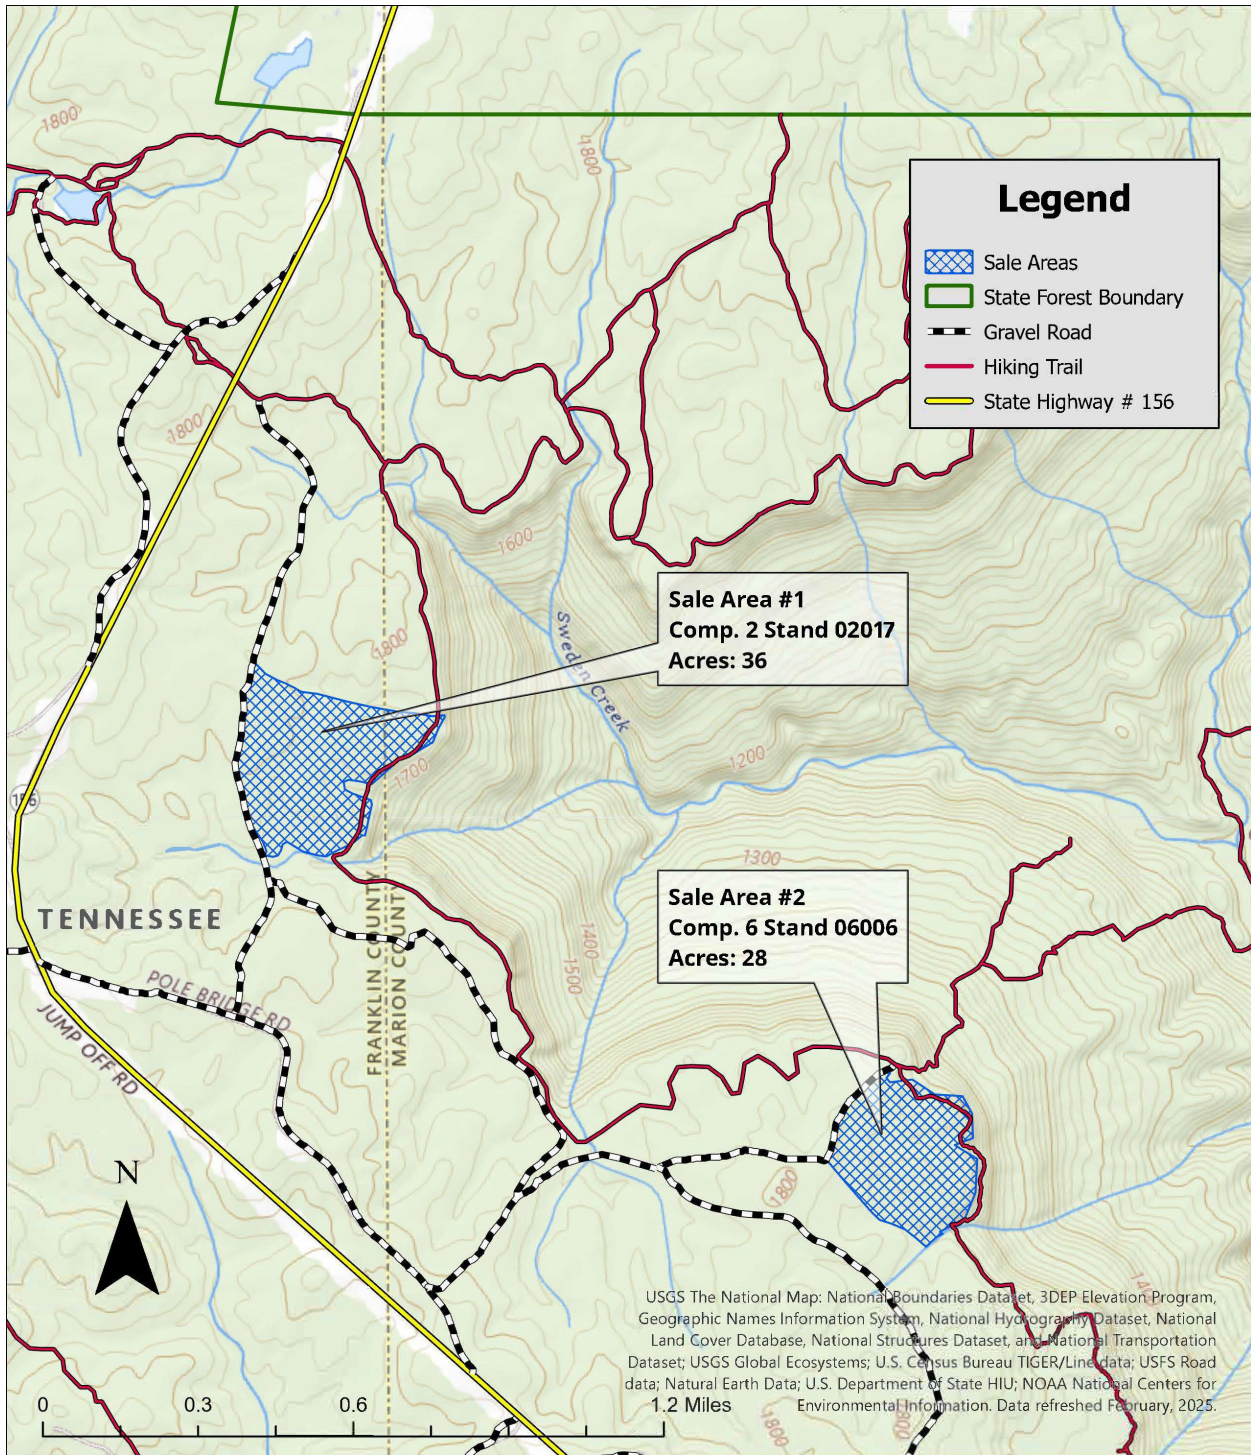 1800
1800
Legend
Sale Areas
State Forest Boundary
Gravel Road
Hiking Trail
State Highway # 156
1800
1600
Sale Area #1
Comp. 2 Stand 02017
Acres: 36
Sweden Creek
1800
1700
1200
156
1300
TENNESSEE
Sale Area #2
Comp. 6 Stand 06006
Acres: 28
1400
1500
POLE BRIDGE RD
JUMP OFF RD
FRANKLIN COUNTY
MARION COUNTY
N
1800
USGS The National Map: National Boundaries Dataset, 3DEP Elevation Program,
Geographic Names Information System, National Hydrography Dataset, National
Land Cover Database, National Structures Dataset, and National Transportation
Dataset; USGS Global Ecosystems; U.S. Census Bureau TIGER/Line data; USFS Road
data; Natural Earth Data; U.S. Department of State HIU; NOAA National Centers for
Environmental Information. Data refreshed February, 2025.
0 0.3 0.6 1.2 Miles
1800
1800